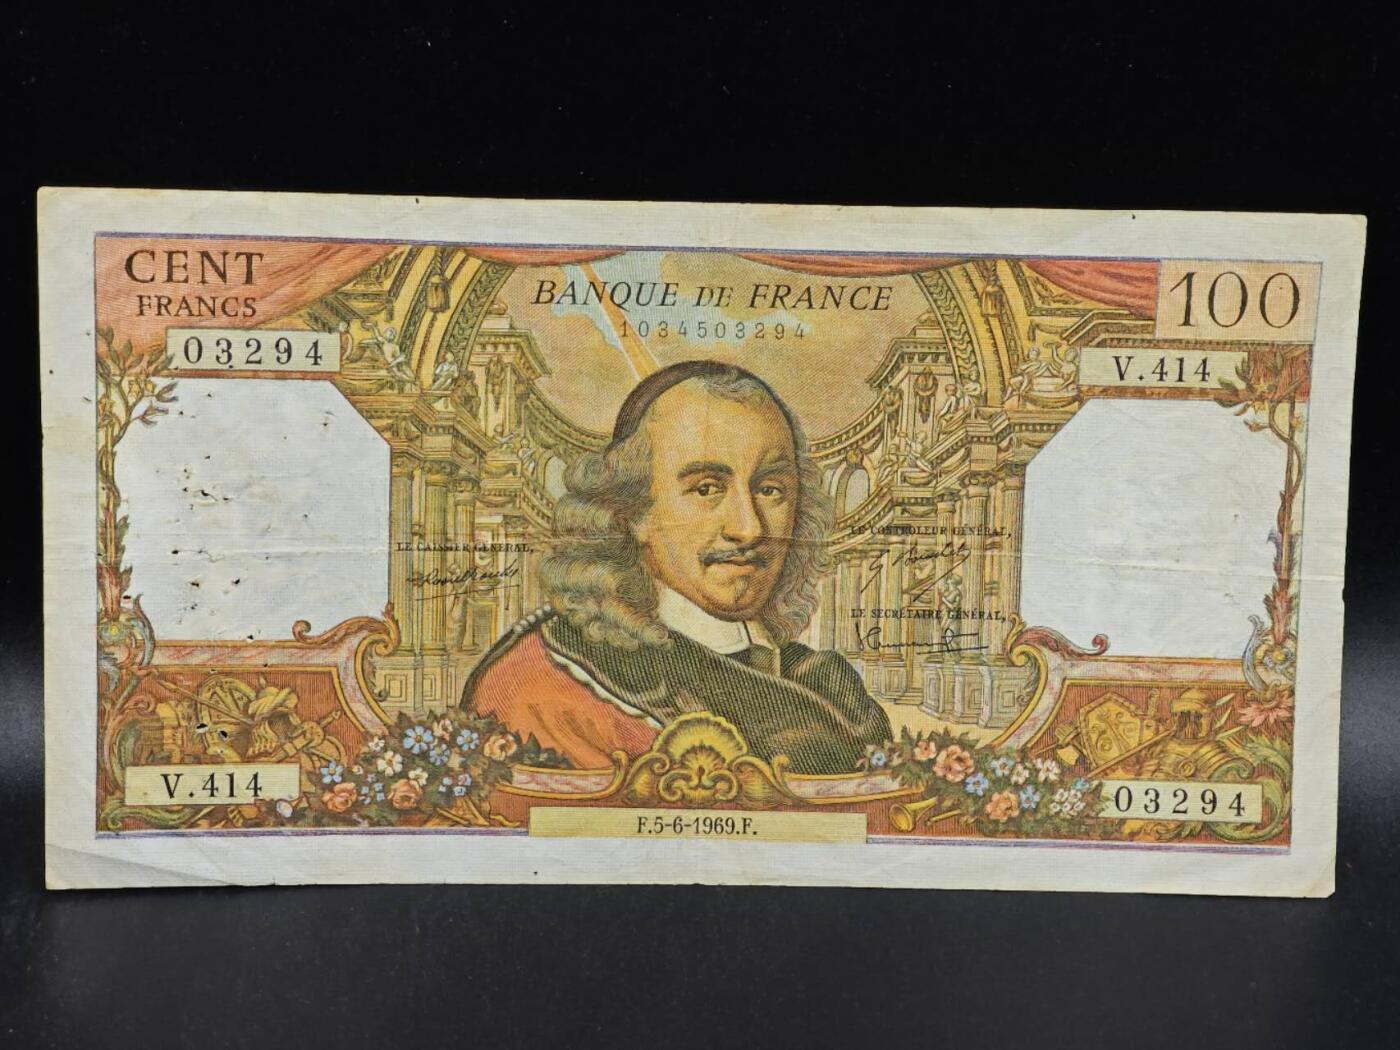 CENT
FRANCS
BANQUE DE FRANCE
100
1034503294
03294
V.414
LE CAISSIER GÉNÉRAL,
LE CONTROLEUR GÉNÉRAL,
LE SECRÉTAIRE GÉNÉRAL,
V.414
03294
F.5-6-1969.F.